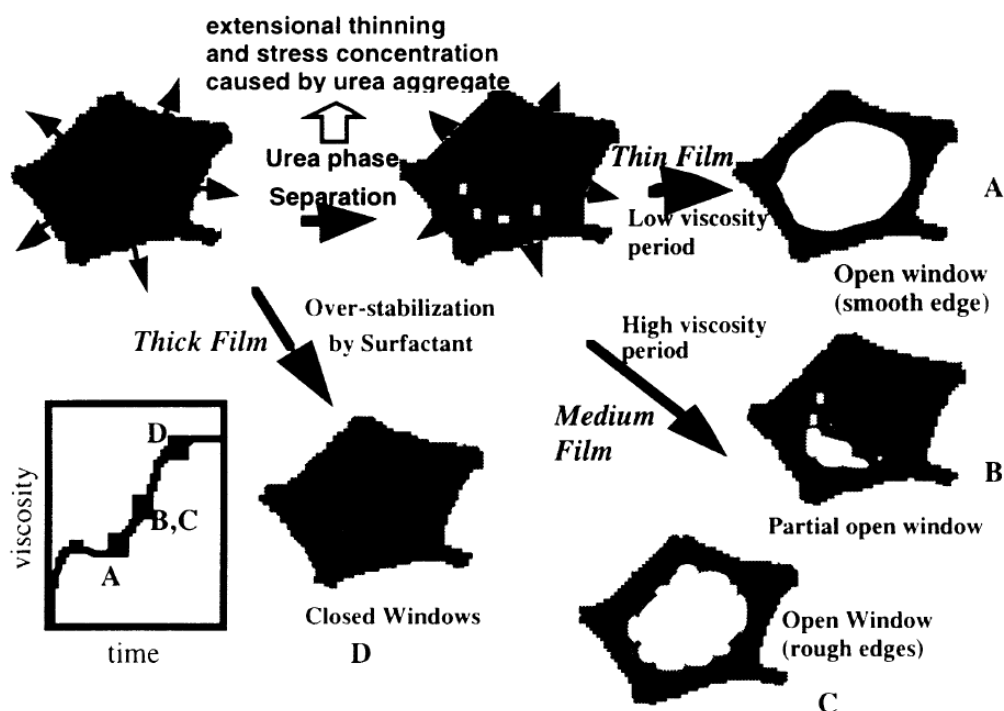 extensional thinning
and stress concentration
caused by urea aggregate
Urea phase
Separation
Thin Film
Low viscosity
period
A
Open window
(smooth edge)
Over-stabilization
by Surfactant
Thick Film
High viscosity
period
Medium
Film
B
Partial open window
D
B,C
A
viscosity
time
Closed Windows
D
Open Window
(rough edges)
C